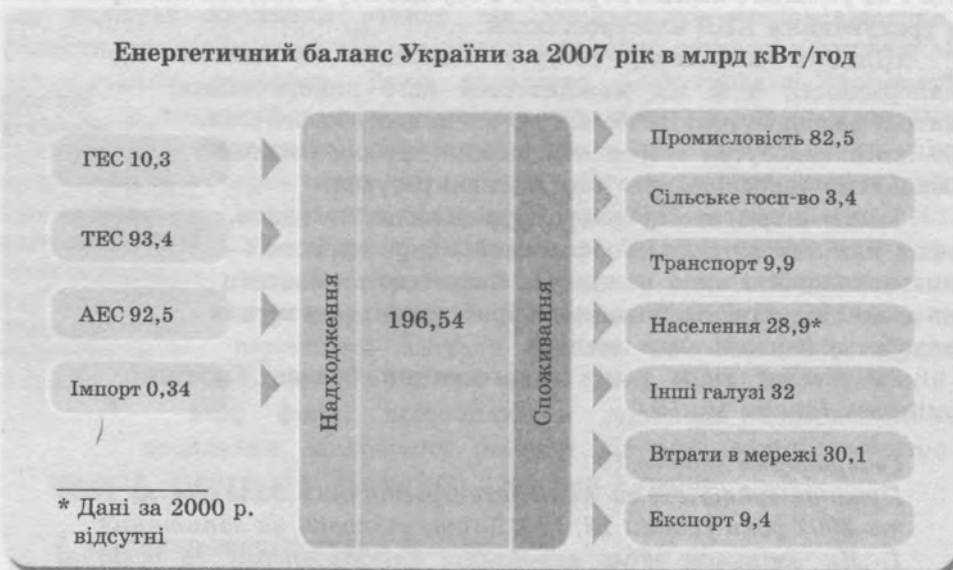 Енергетичний баланс України за 2007 рік в млрд кВт/год
ГЕС 10,3
ТЕС 93,4
АЕС 92,5
Імпорт 0,34
Надходження
196,54
Споживання
Промисловість 82,5
Сільське госп-во 3,4
Транспорт 9,9
Населення 28,9*
Інші галузі 32
Втрати в мережі 30,1
Експорт 9,4
* Дані за 2000 р.
відсутні